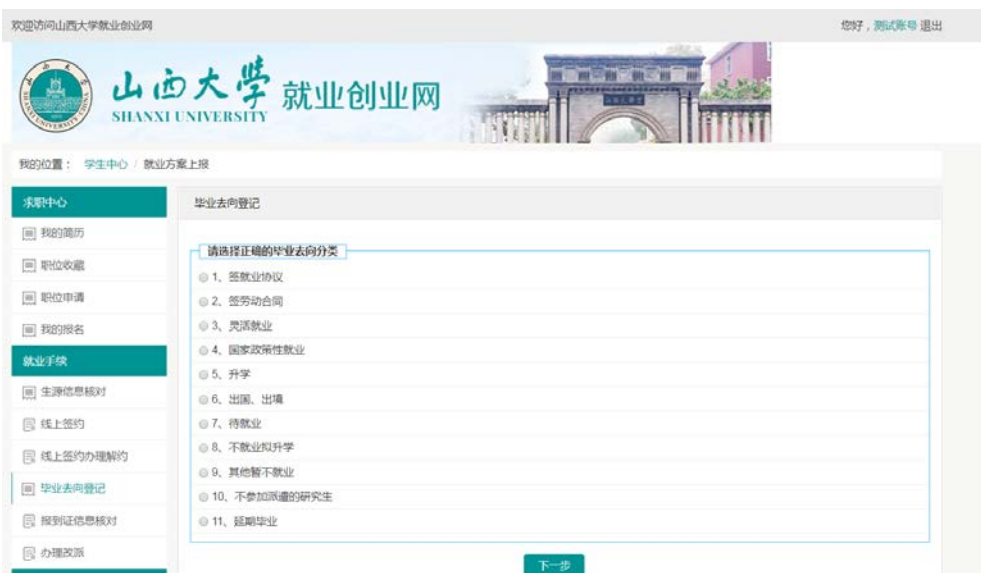 欢迎访问山西大学就业创业网
您好，测试账号 退出
山西大学 就业创业网
SHANXI UNIVERSITY
我的位置： 学生中心 / 就业方案上报
求职中心
我的简历
职位收藏
职位申请
我的报名
就业手续
生源信息核对
线上签约
线上签约办理解约
毕业去向登记
报到证信息核对
办理改派
毕业去向登记
请选择正确的毕业去向分类
1、签就业协议
2、签劳动合同
3、灵活就业
4、国家政策性就业
5、升学
6、出国、出境
7、待就业
8、不就业拟升学
9、其他暂不就业
10、不参加派遣的研究生
11、延期毕业
下一步